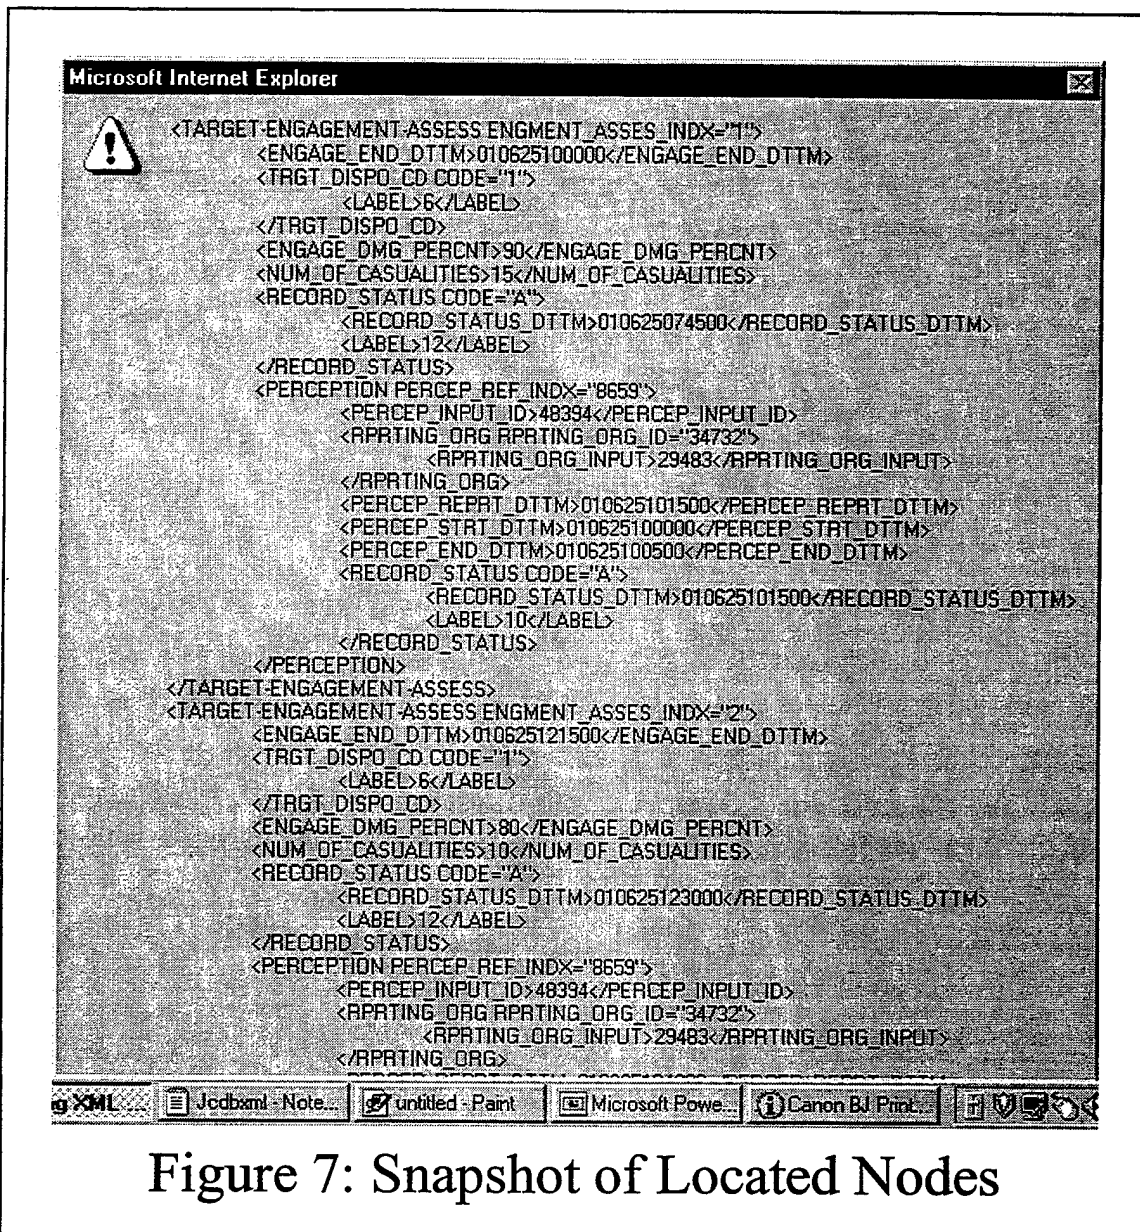 Microsoft Internet Explorer
<TARGET-ENGAGEMENT-ASSESS ENGMENT_ASSES_INDX="1">
<ENGAGE_END_DTTM>010625100000</ENGAGE_END_DTTM>
<TRGT_DISPO_CD CODE="1">
<LABEL>6</LABEL>
</TRGT_DISPO_CD>
<ENGAGE_DMG_PERCNT>90</ENGAGE_DMG_PERCNT>
<NUM_OF_CASUALITIES>15</NUM_OF_CASUALITIES>
<RECORD_STATUS CODE="A">
<RECORD_STATUS_DTTM>010625074500</RECORD_STATUS_DTTM>
<LABEL>12</LABEL>
</RECORD_STATUS>
<PERCEPTION PERCEP_REF_INDX="8659">
<PERCEP_INPUT_ID>48394</PERCEP_INPUT_ID>
<RPRTING_ORG RPRTING_ORG_ID="34732">
<RPRTING_ORG_INPUT>29483</RPRTING_ORG_INPUT>
</RPRTING_ORG>
<PERCEP_REPRT_DTTM>010625101500</PERCEP_REPRT_DTTM>
<PERCEP_STRT_DTTM>010625100000</PERCEP_STRT_DTTM>
<PERCEP_END_DTTM>010625100500</PERCEP_END_DTTM>
<RECORD_STATUS CODE="A">
<RECORD_STATUS_DTTM>010625101500</RECORD_STATUS_DTTM>
<LABEL>10</LABEL>
</RECORD_STATUS>
</PERCEPTION>
</TARGET-ENGAGEMENT-ASSESS>
<TARGET-ENGAGEMENT-ASSESS ENGMENT_ASSES_INDX="2">
<ENGAGE_END_DTTM>010625121500</ENGAGE_END_DTTM>
<TRGT_DISPO_CD CODE="1">
<LABEL>6</LABEL>
</TRGT_DISPO_CD>
<ENGAGE_DMG_PERCNT>80</ENGAGE_DMG_PERCNT>
<NUM_OF_CASUALITIES>10</NUM_OF_CASUALITIES>
<RECORD_STATUS CODE="A">
<RECORD_STATUS_DTTM>010625123000</RECORD_STATUS_DTTM>
<LABEL>12</LABEL>
</RECORD_STATUS>
<PERCEPTION PERCEP_REF_INDX="8659">
<PERCEP_INPUT_ID>48394</PERCEP_INPUT_ID>
<RPRTING_ORG RPRTING_ORG_ID="34732">
<RPRTING_ORG_INPUT>29483</RPRTING_ORG_INPUT>
</RPRTING_ORG>
g XML ... Jcdbxml - Note... untitled - Paint Microsoft Powe... Canon BJ Print...
Figure 7: Snapshot of Located Nodes